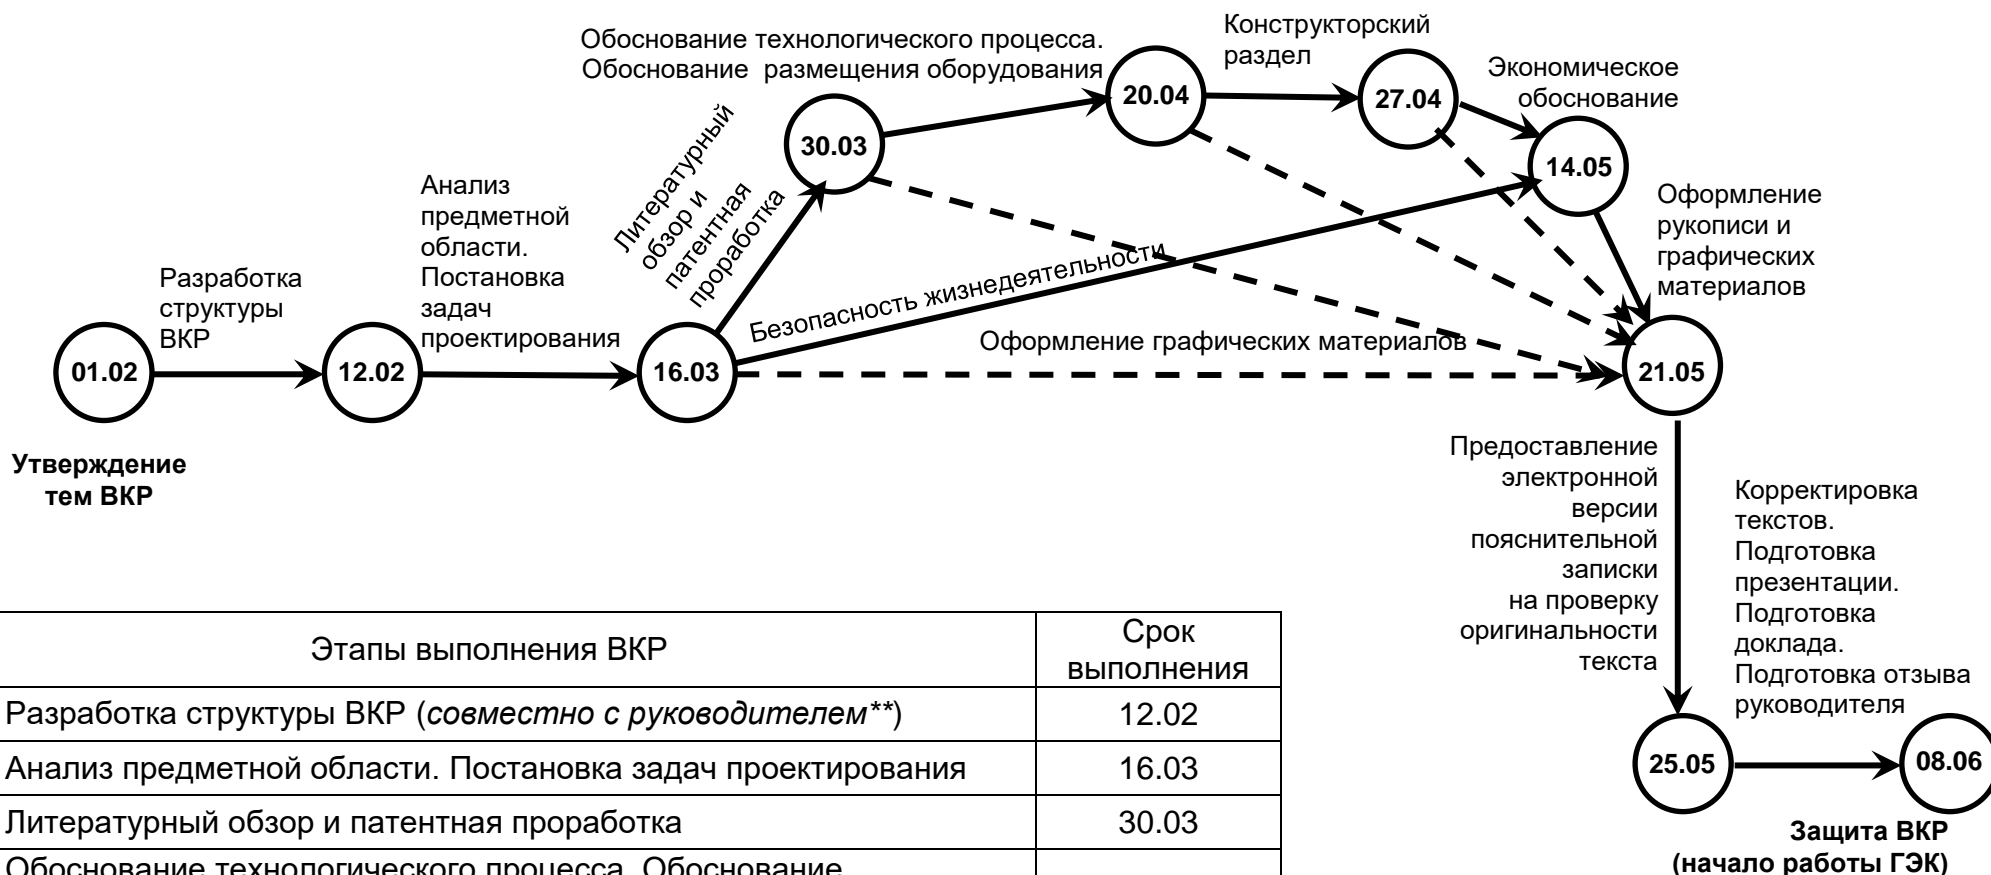 Обоснование технологического процесса.
Обоснование размещения оборудования
Конструкторский
раздел
Экономическое
обоснование
20.04
27.04
30.03
14.05
Литературный
обзор и
патентная
проработка
Анализ
предметной
области.
Постановка
задач
проектирования
Оформление
рукописи и
графических
материалов
Разработка
структуры
ВКР
Безопасность жизнедеятельности
Оформление графических материалов
01.02
12.02
16.03
21.05
Утверждение
тем ВКР
Предоставление
электронной
версии
пояснительной
записки
на проверку
оригинальности
текста
Корректировка
текстов.
Подготовка
презентации.
Подготовка
доклада.
Подготовка отзыва
руководителя
25.05
08.06
Защита ВКР
(начало работы ГЭК)
Этапы выполнения ВКР
Срок
выполнения
Разработка структуры ВКР (совместно с руководителем**)
12.02
Анализ предметной области. Постановка задач проектирования
16.03
Литературный обзор и патентная проработка
30.03
Обоснование технологического процесса. Обоснование